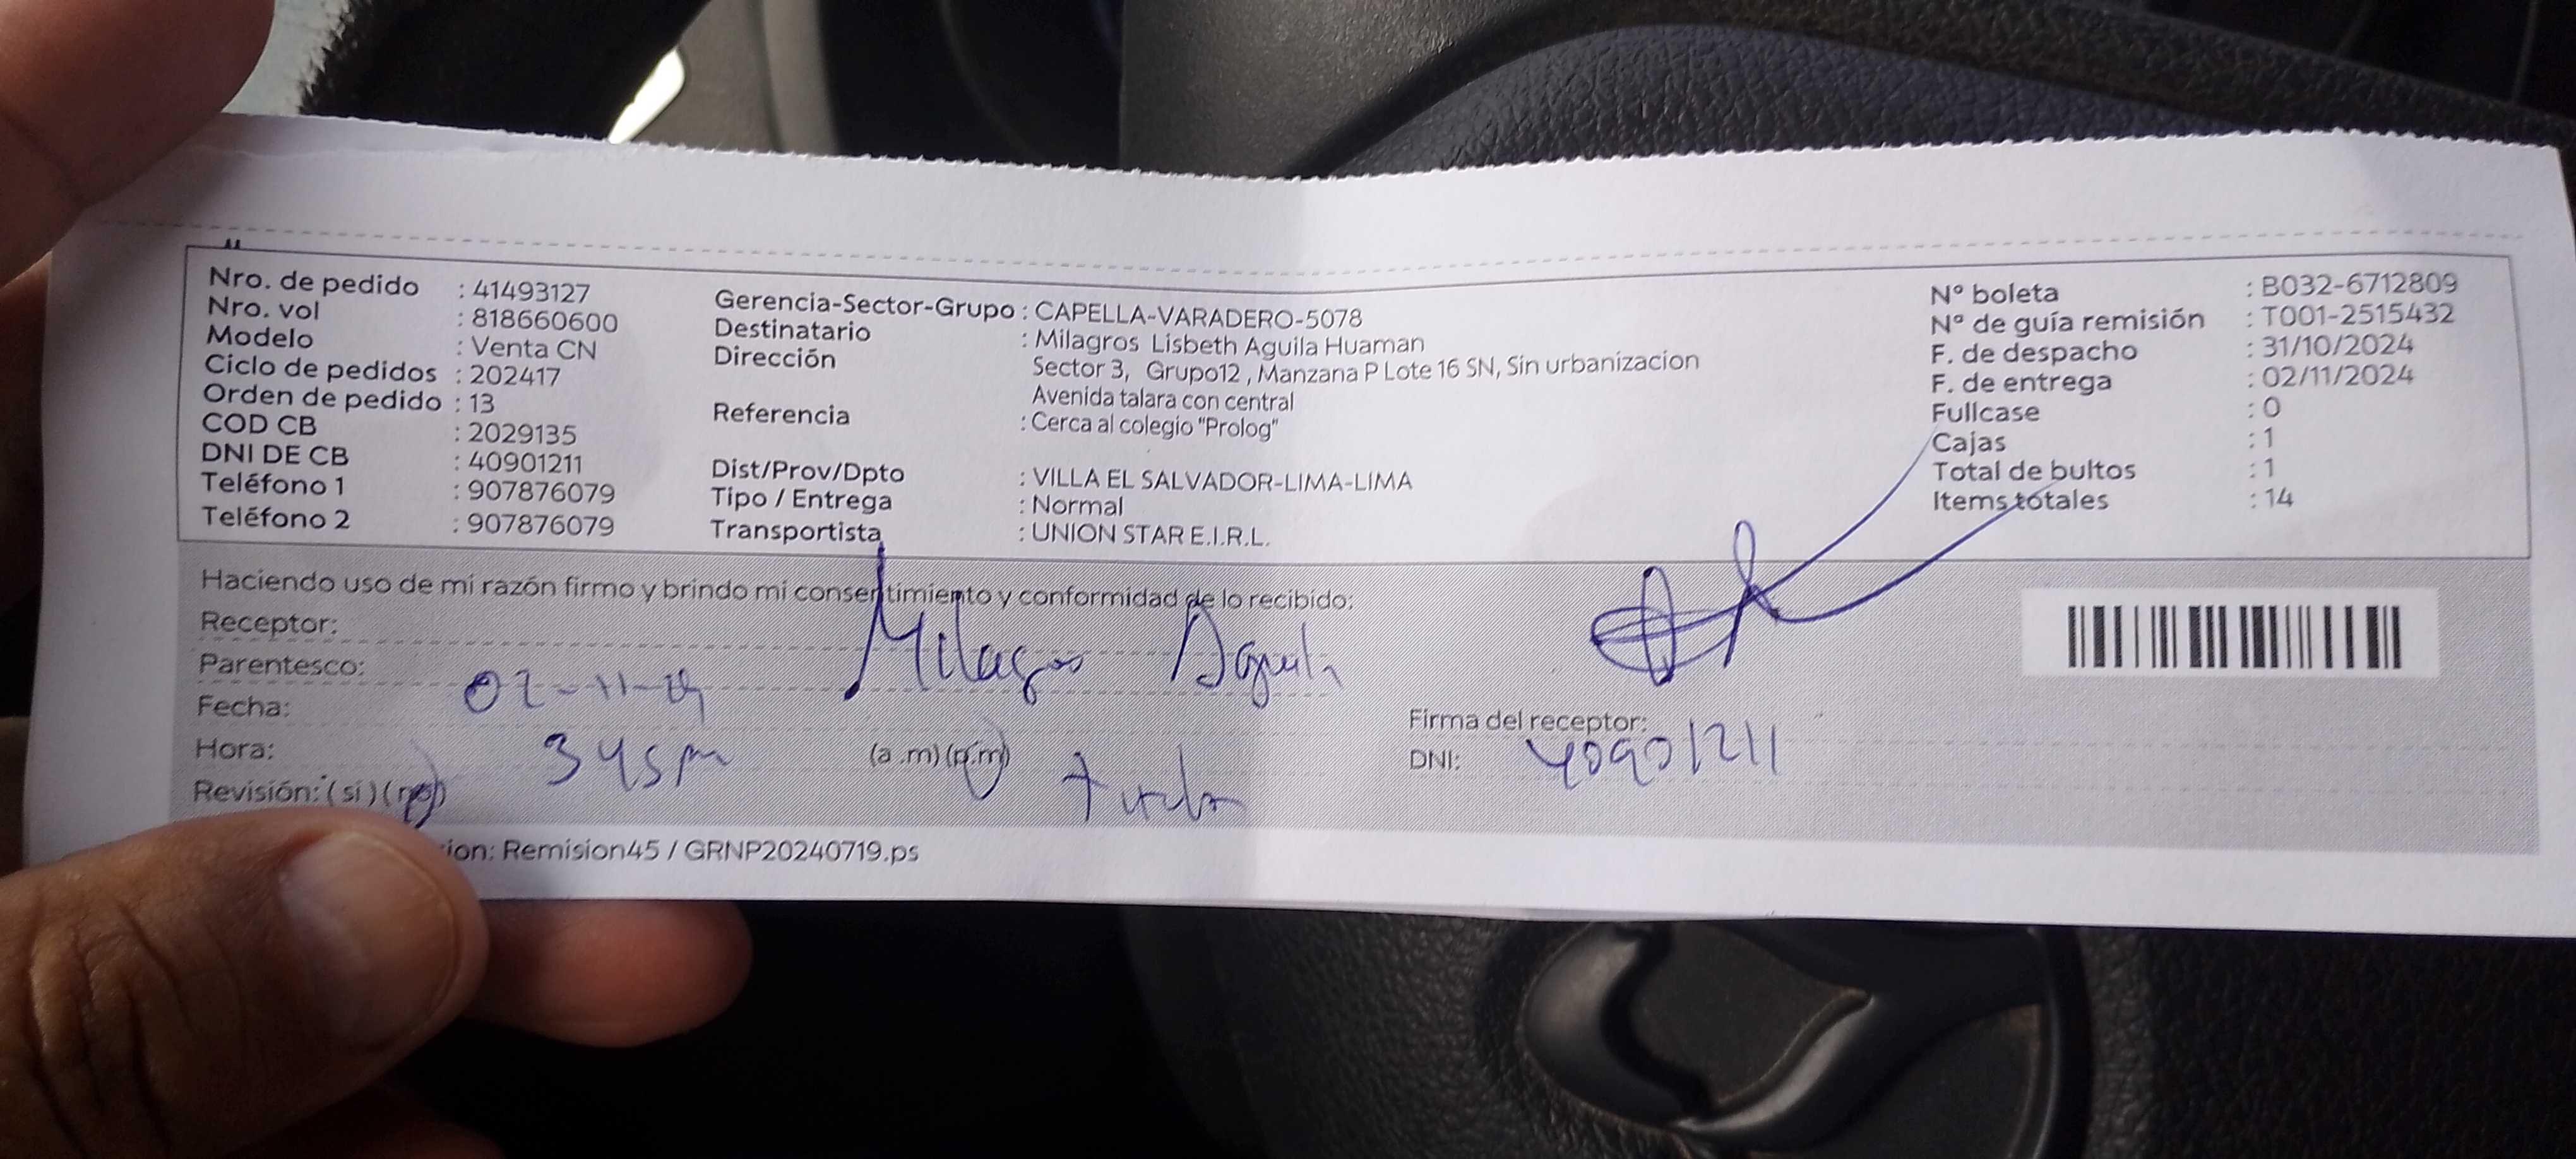 Nro. de pedido : 41493127
Nro. vol : 818660600
Modelo : Venta CN
Ciclo de pedidos : 202417
Orden de pedido : 13
COD CB : 2029135
DNI DE CB : 40901211
Teléfono 1 : 907876079
Teléfono 2 : 907876079
Gerencia-Sector-Grupo : CAPELLA-VARADERO-5078
Destinatario : Milagros Lisbeth Aguila Huaman
Dirección Sector 3, Grupo12 , Manzana P Lote 16 SN, Sin urbanizacion
Avenida talara con central
Referencia : Cerca al colegio "Prolog"
Dist/Prov/Dpto : VILLA EL SALVADOR-LIMA-LIMA
Tipo / Entrega : Normal
Transportista : UNION STAR E.I.R.L.
N° boleta : B032-6712809
N° de guía remisión : T001-2515432
F. de despacho : 31/10/2024
F. de entrega : 02/11/2024
Fullcase : 0
Cajas : 1
Total de bultos : 1
Items totales : 14
Haciendo uso de mi razón firmo y brindo mi consentimiento y conformidad de lo recibido:
Receptor: Milagros Aguila
Parentesco:
Fecha: 02-11-24
Hora: 345 pm (a .m) (p.m)
Revisión: (si) (no)
Firma del receptor:
DNI: 40901211
ion: Remision45 / GRNP20240719.ps